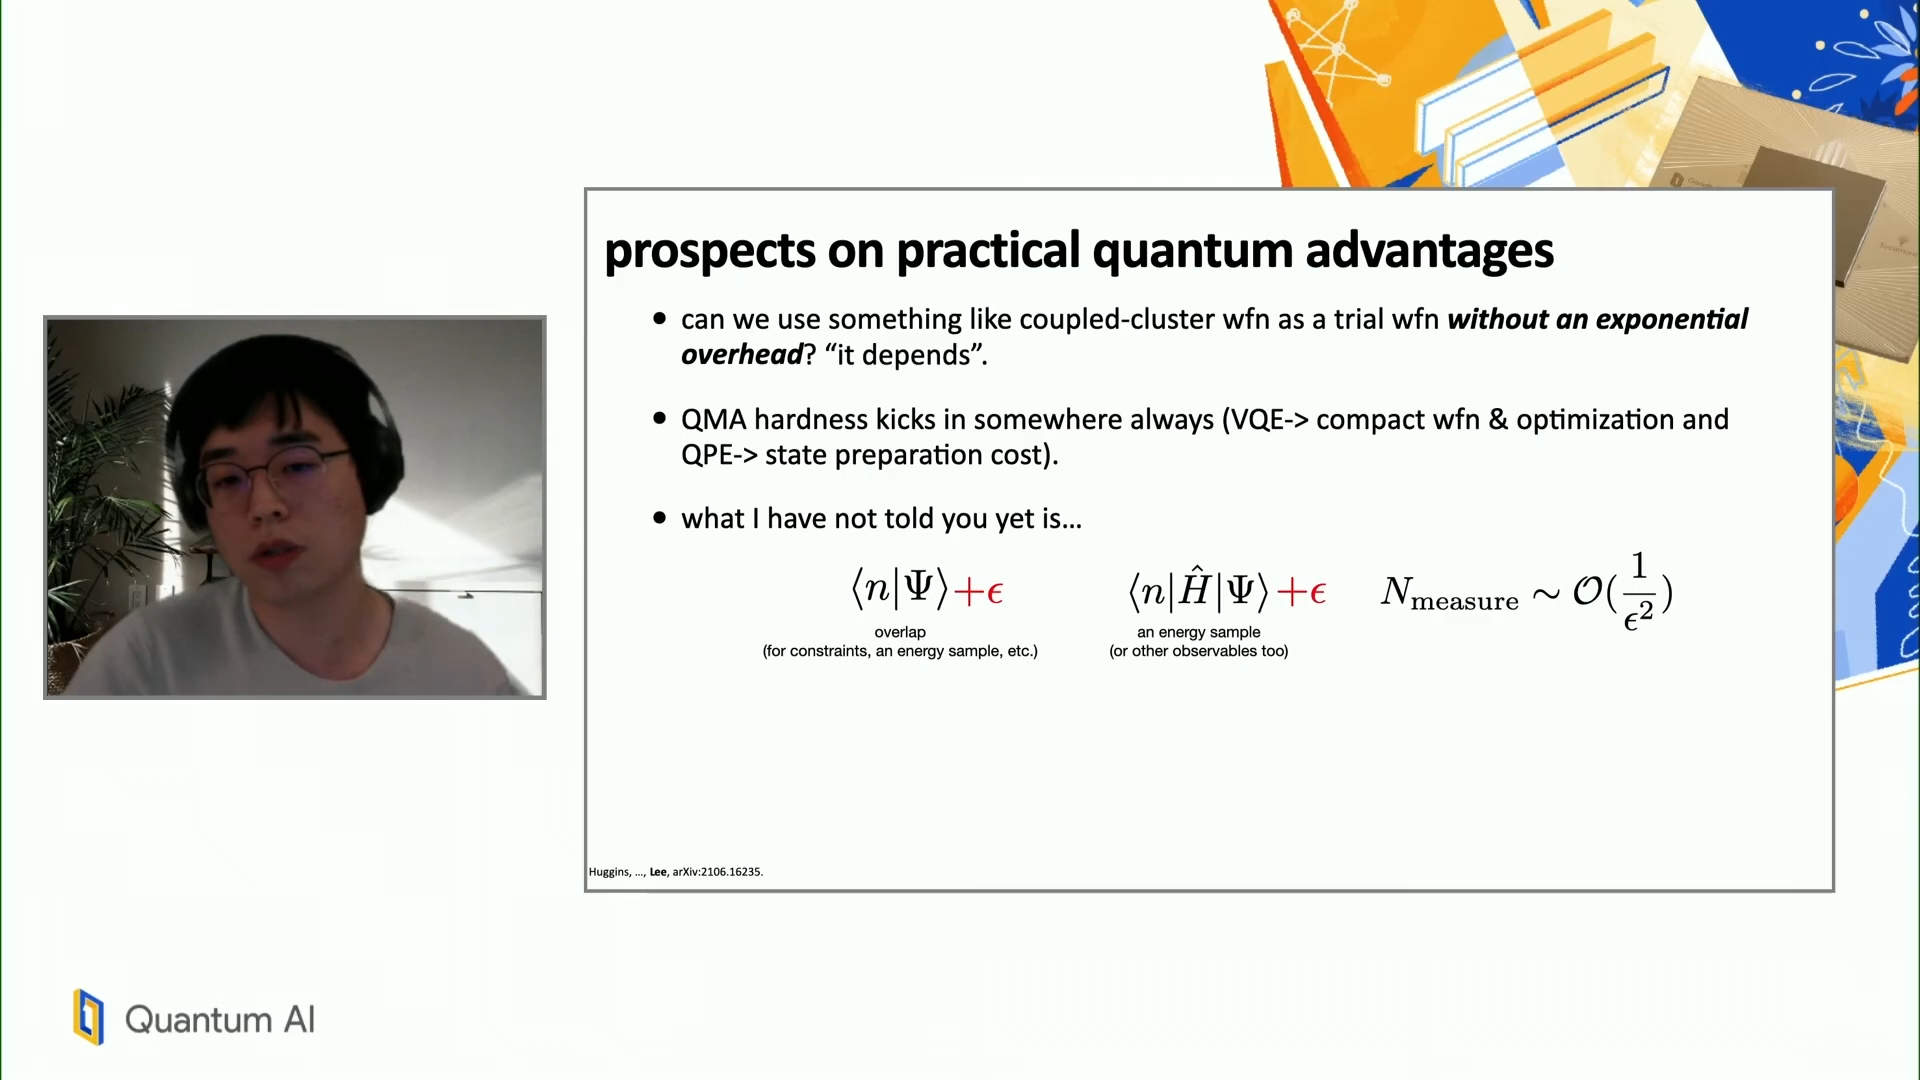 prospects on practical quantum advantages
• can we use something like coupled-cluster wfn as a trial wfn without an exponential
overhead? “it depends”.
• QMA hardness kicks in somewhere always (VQE-> compact wfn & optimization and
QPE-> state preparation cost).
• what I have not told you yet is...
⟨n|Ψ⟩+ϵ
overlap
(for constraints, an energy sample, etc.)
⟨n|Ĥ|Ψ⟩+ϵ
an energy sample
(or other observables too)
N_measure ∼ 𝒪(1/ϵ²)
Huggins, ..., Lee, arXiv:2106.16235.
Quantum AI